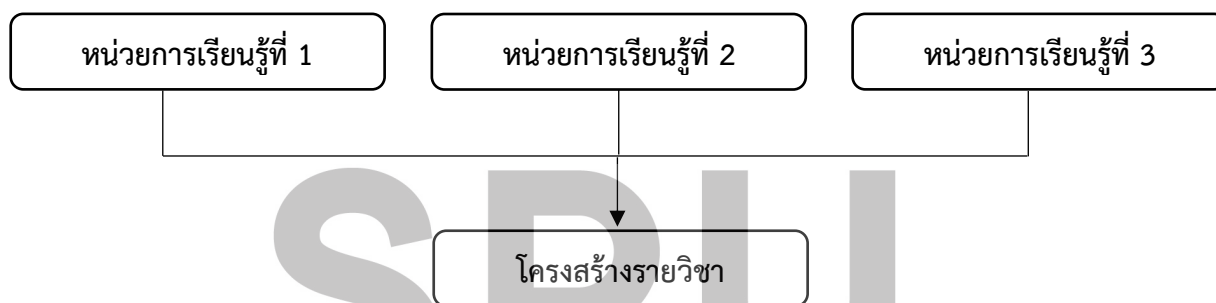 หน่วยการเรียนรู้ที่ 1
หน่วยการเรียนรู้ที่ 2
หน่วยการเรียนรู้ที่ 3
SPU
โครงสร้างรายวิชา